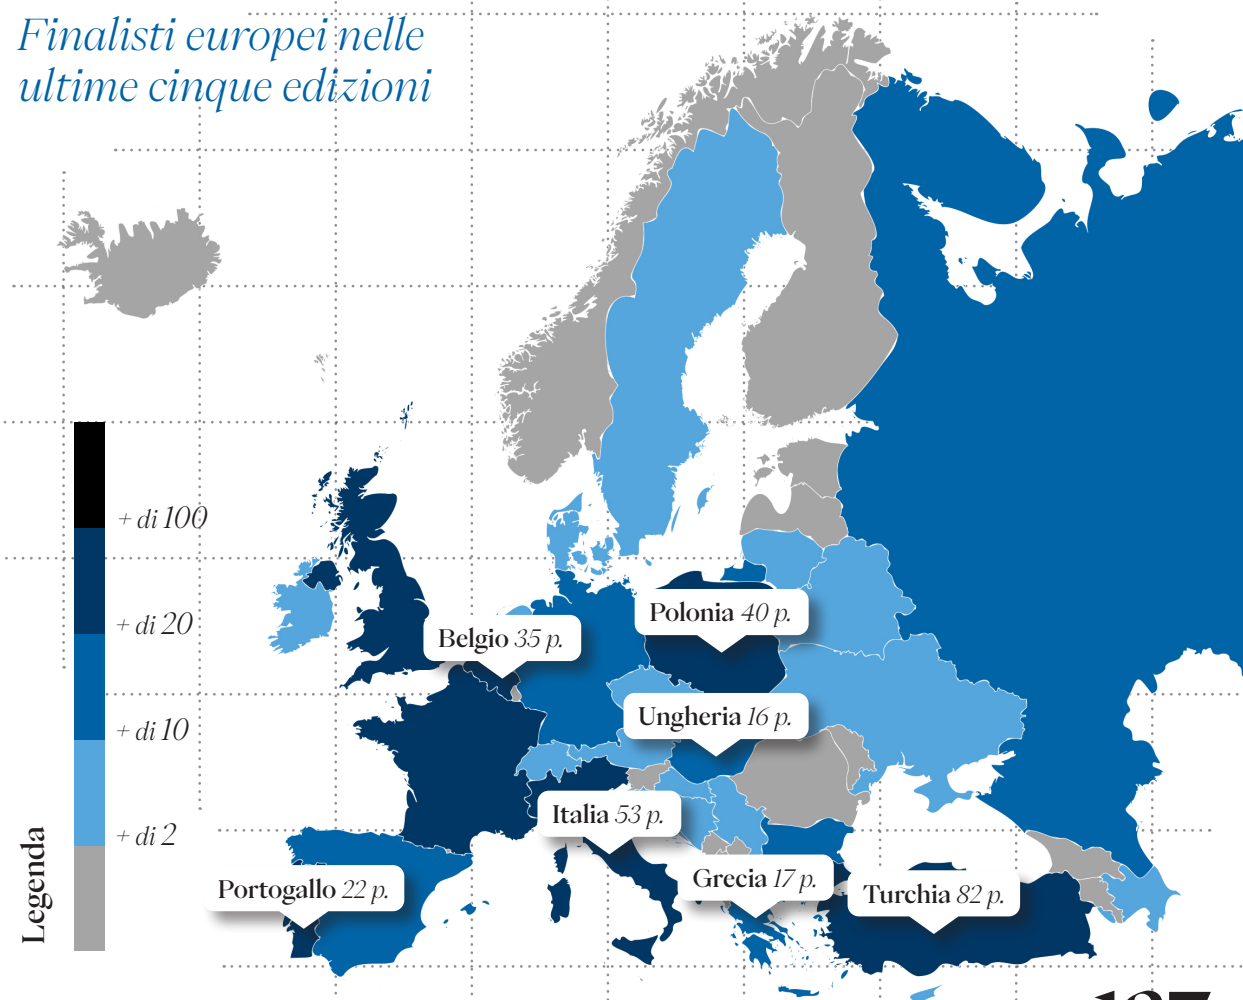 Finalisti europei nelle
ultime cinque edizioni
+ di 100
+ di 20
+ di 10
+ di 2
Legenda
Polonia 40 p.
Belgio 35 p.
Ungheria 16 p.
Italia 53 p.
Portogallo 22 p.
Grecia 17 p.
Turchia 82 p.